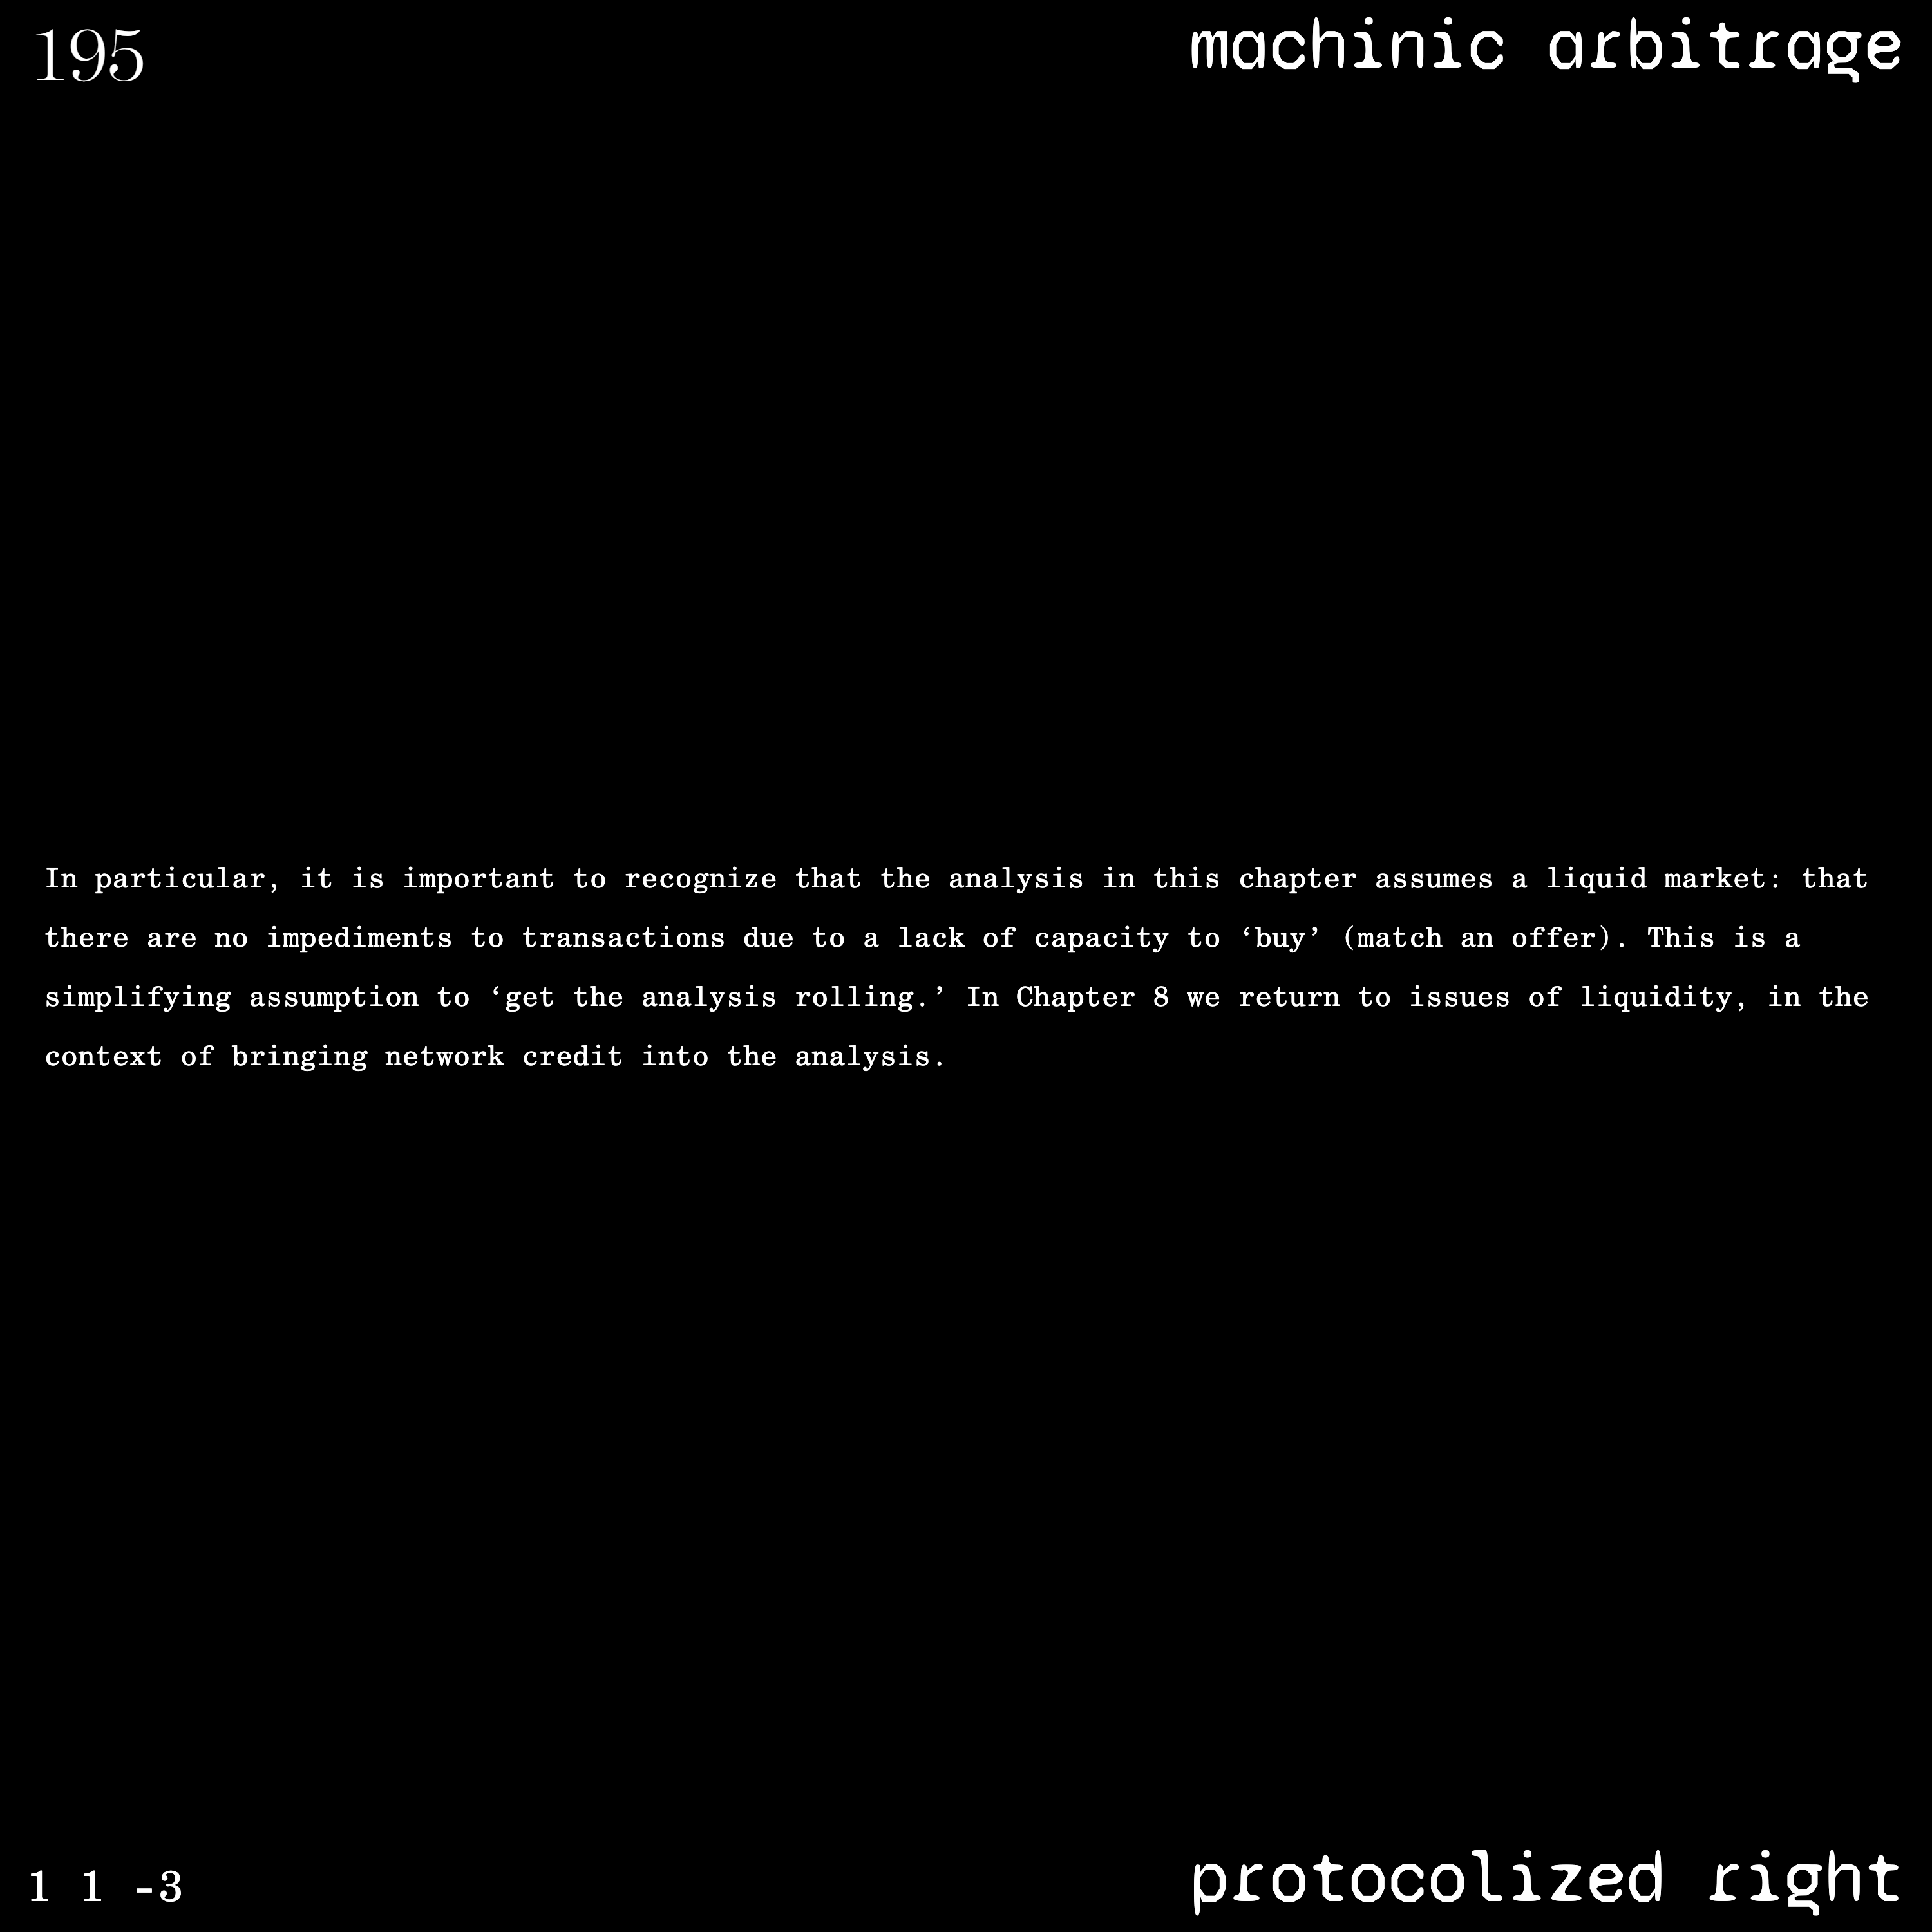 195
machinic arbitrage
In particular, it is important to recognize that the analysis in this chapter assumes a liquid market: that
there are no impediments to transactions due to a lack of capacity to ‘buy’ (match an offer). This is a
simplifying assumption to ‘get the analysis rolling.’ In Chapter 8 we return to issues of liquidity, in the
context of bringing network credit into the analysis.
1 1 -3
protocolized right